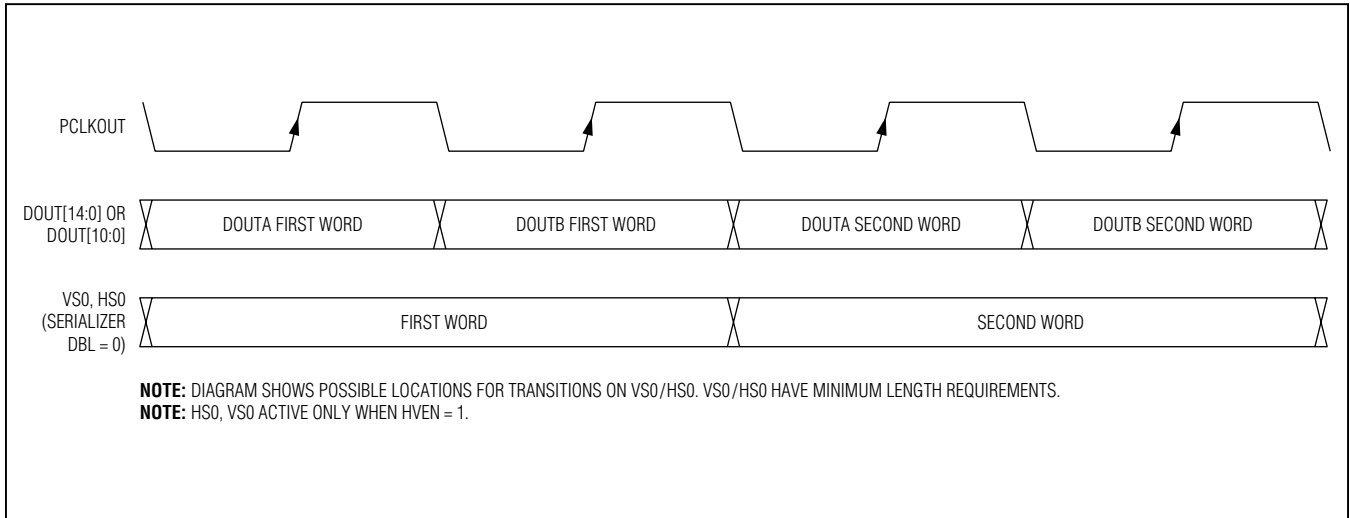 PCLKOUT
DOUT[14:0] OR
DOUT[10:0]
DOUTA FIRST WORD
DOUTB FIRST WORD
DOUTA SECOND WORD
DOUTB SECOND WORD
VS0, HS0
(SERIALIZER
DBL = 0)
FIRST WORD
SECOND WORD
NOTE: DIAGRAM SHOWS POSSIBLE LOCATIONS FOR TRANSITIONS ON VS0/HS0. VS0/HS0 HAVE MINIMUM LENGTH REQUIREMENTS.
NOTE: HS0, VS0 ACTIVE ONLY WHEN HVEN = 1.